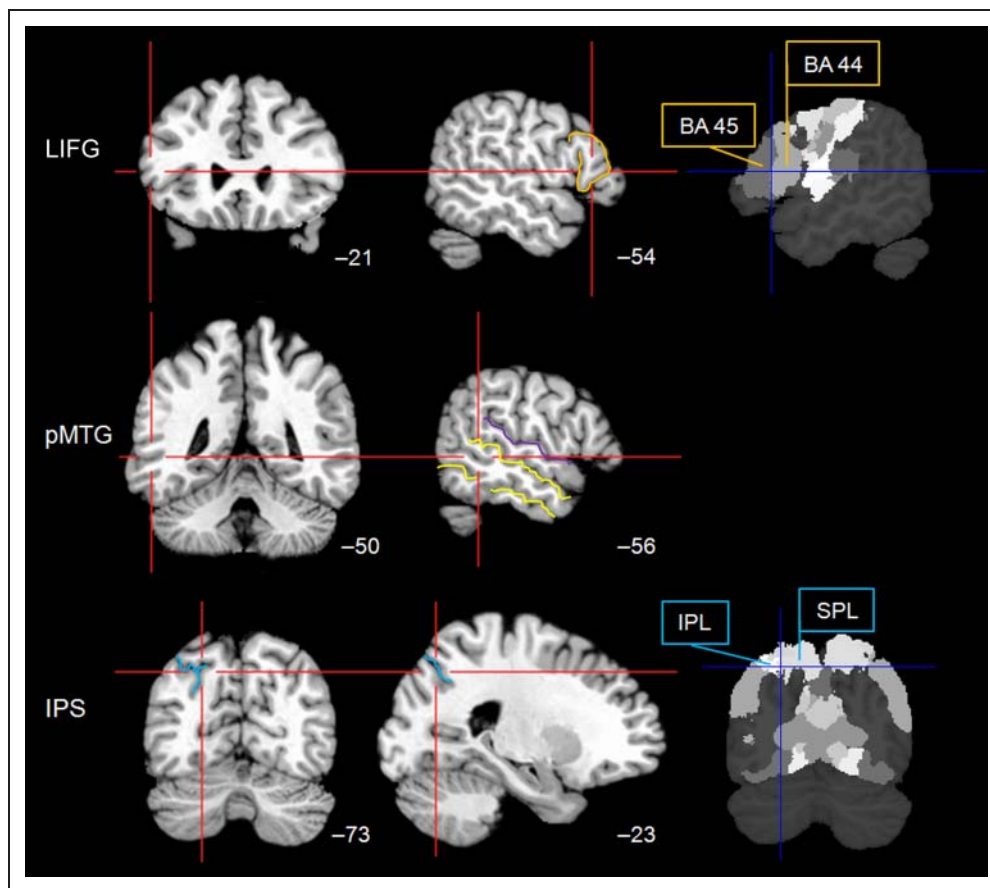 BA 44
BA 45
LIFG
–21
–54
pMTG
–50
–56
IPL
SPL
IPS
–73
–23